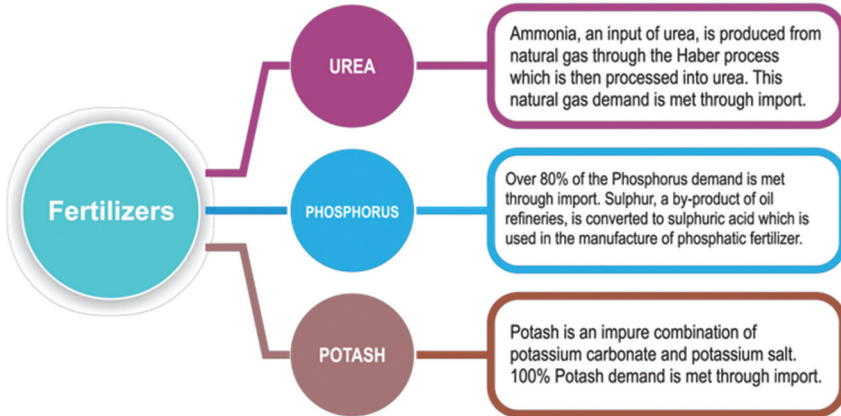 Fertilizers
UREA
Ammonia, an input of urea, is produced from
natural gas through the Haber process
which is then processed into urea. This
natural gas demand is met through import.
PHOSPHORUS
Over 80% of the Phosphorus demand is met
through import. Sulphur, a by-product of oil
refineries, is converted to sulphuric acid which is
used in the manufacture of phosphatic fertilizer.
POTASH
Potash is an impure combination of
potassium carbonate and potassium salt.
100% Potash demand is met through import.